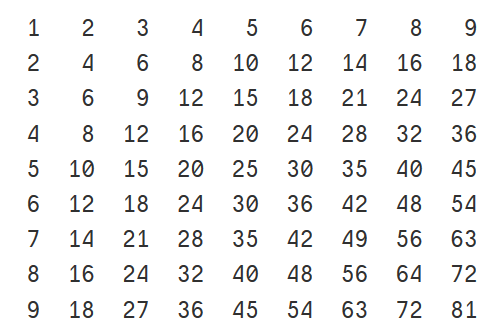 1 2 3 4 5 6 7 8 9
2 4 6 8 10 12 14 16 18
3 6 9 12 15 18 21 24 27
4 8 12 16 20 24 28 32 36
5 10 15 20 25 30 35 40 45
6 12 18 24 30 36 42 48 54
7 14 21 28 35 42 49 56 63
8 16 24 32 40 48 56 64 72
9 18 27 36 45 54 63 72 81